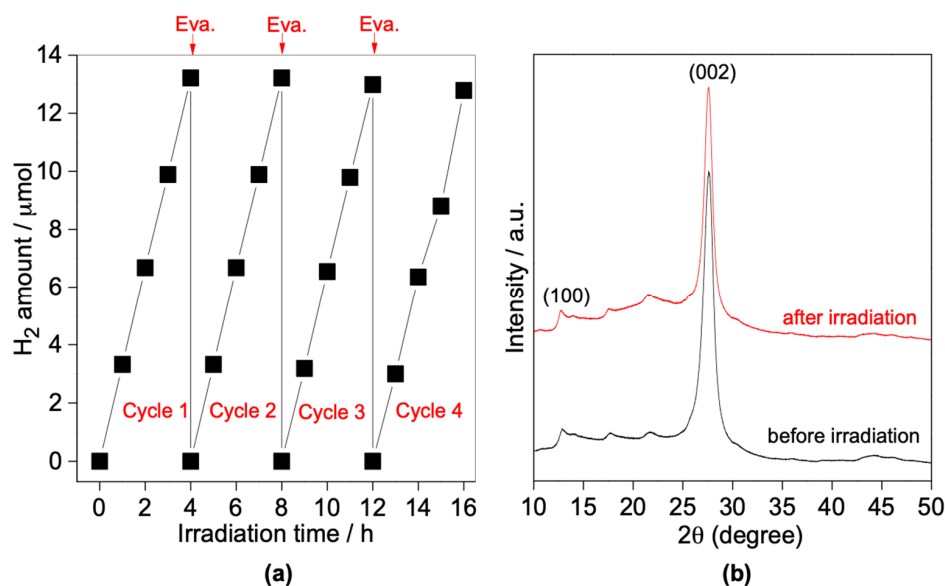 Eva. Eva. Eva.
14
12
10
8
6
4
2
0
H₂ amount / μmol
Cycle 1 Cycle 2 Cycle 3 Cycle 4
0 2 4 6 8 10 12 14 16
Irradiation time / h
(a)
(002)
(100)
Intensity / a.u.
after irradiation
before irradiation
10 15 20 25 30 35 40 45 50
2θ (degree)
(b)